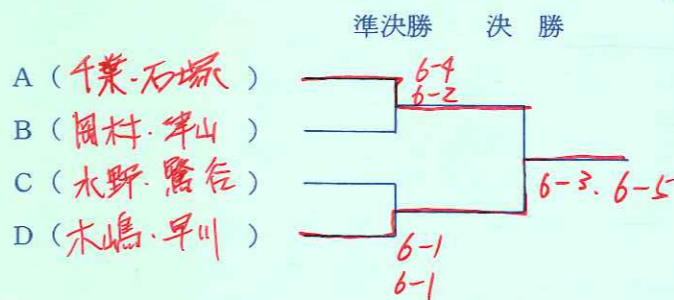 準決勝 決 勝
A ( 千葉・石塚 )
6-4
6-2
B ( 岡村・津山 )
C ( 水野・鷲谷 )
6-3. 6-5
D ( 木嶋・早川 )
6-1
6-1